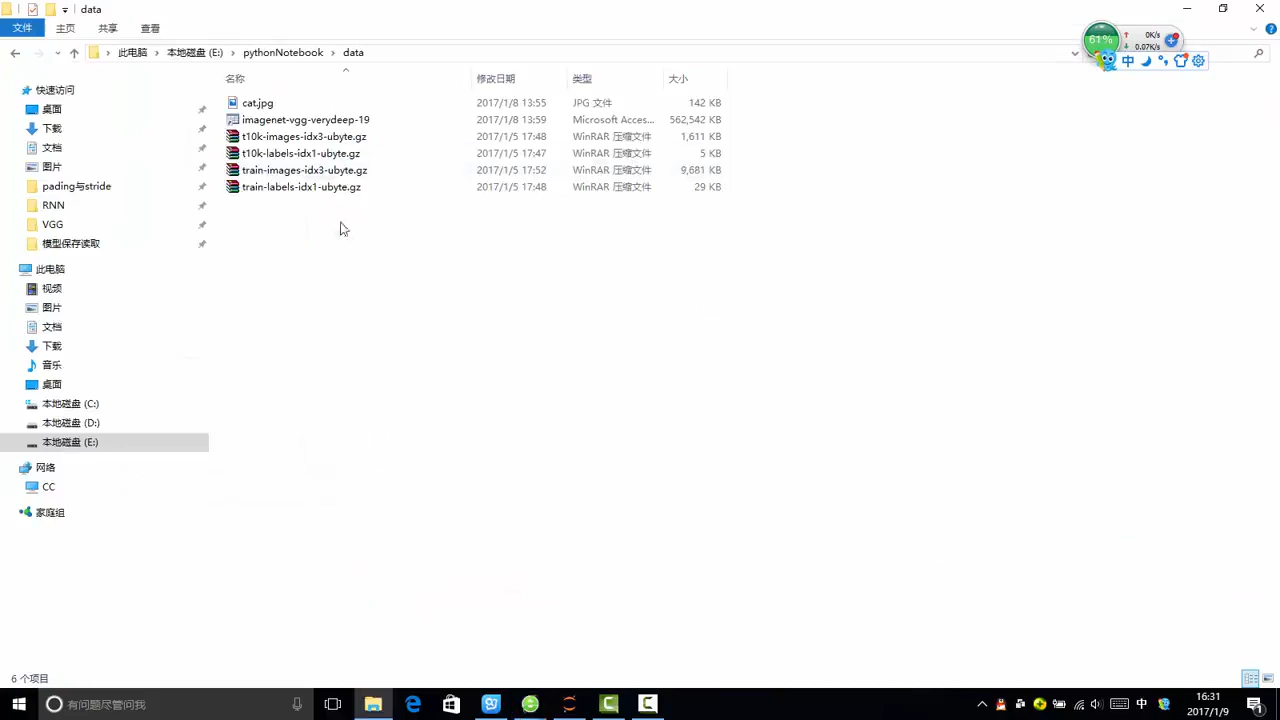 data
文件 主页 共享 查看
61% 0K/s
0.07K/s
此电脑 本地磁盘 (E:) pythonNotebook data
中
名称 修改日期 类型 大小
cat.jpg 2017/1/8 13:55 JPG 文件 142 KB
imagenet-vgg-verydeep-19 2017/1/8 13:59 Microsoft Acces... 562,542 KB
t10k-images-idx3-ubyte.gz 2017/1/5 17:48 WinRAR 压缩文件 1,611 KB
t10k-labels-idx1-ubyte.gz 2017/1/5 17:47 WinRAR 压缩文件 5 KB
train-images-idx3-ubyte.gz 2017/1/5 17:52 WinRAR 压缩文件 9,681 KB
train-labels-idx1-ubyte.gz 2017/1/5 17:48 WinRAR 压缩文件 29 KB
快速访问
桌面
下载
文档
图片
pading与stride
RNN
VGG
模型保存读取
此电脑
视频
图片
文档
下载
音乐
桌面
本地磁盘 (C:)
本地磁盘 (D:)
本地磁盘 (E:)
网络
CC
家庭组
6 个项目
有问题尽管问我
中
16:31
2017/1/9